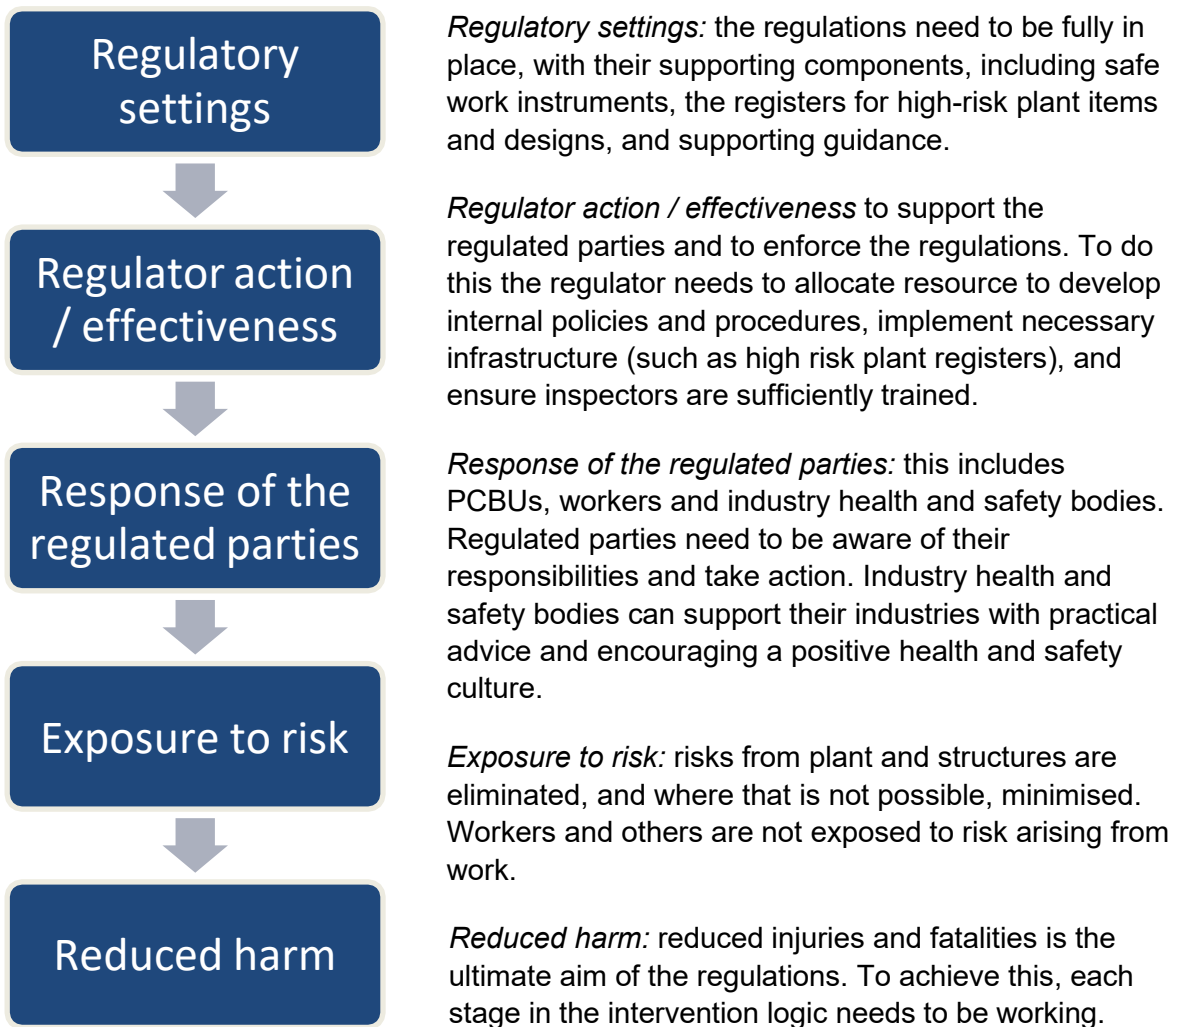 Regulatory
settings
Regulatory settings: the regulations need to be fully in
place, with their supporting components, including safe
work instruments, the registers for high-risk plant items
and designs, and supporting guidance.
Regulator action
/ effectiveness
Regulator action / effectiveness to support the
regulated parties and to enforce the regulations. To do
this the regulator needs to allocate resource to develop
internal policies and procedures, implement necessary
infrastructure (such as high risk plant registers), and
ensure inspectors are sufficiently trained.
Response of the
regulated parties
Response of the regulated parties: this includes
PCBUs, workers and industry health and safety bodies.
Regulated parties need to be aware of their
responsibilities and take action. Industry health and
safety bodies can support their industries with practical
advice and encouraging a positive health and safety
culture.
Exposure to risk
Exposure to risk: risks from plant and structures are
eliminated, and where that is not possible, minimised.
Workers and others are not exposed to risk arising from
work.
Reduced harm
Reduced harm: reduced injuries and fatalities is the
ultimate aim of the regulations. To achieve this, each
stage in the intervention logic needs to be working.